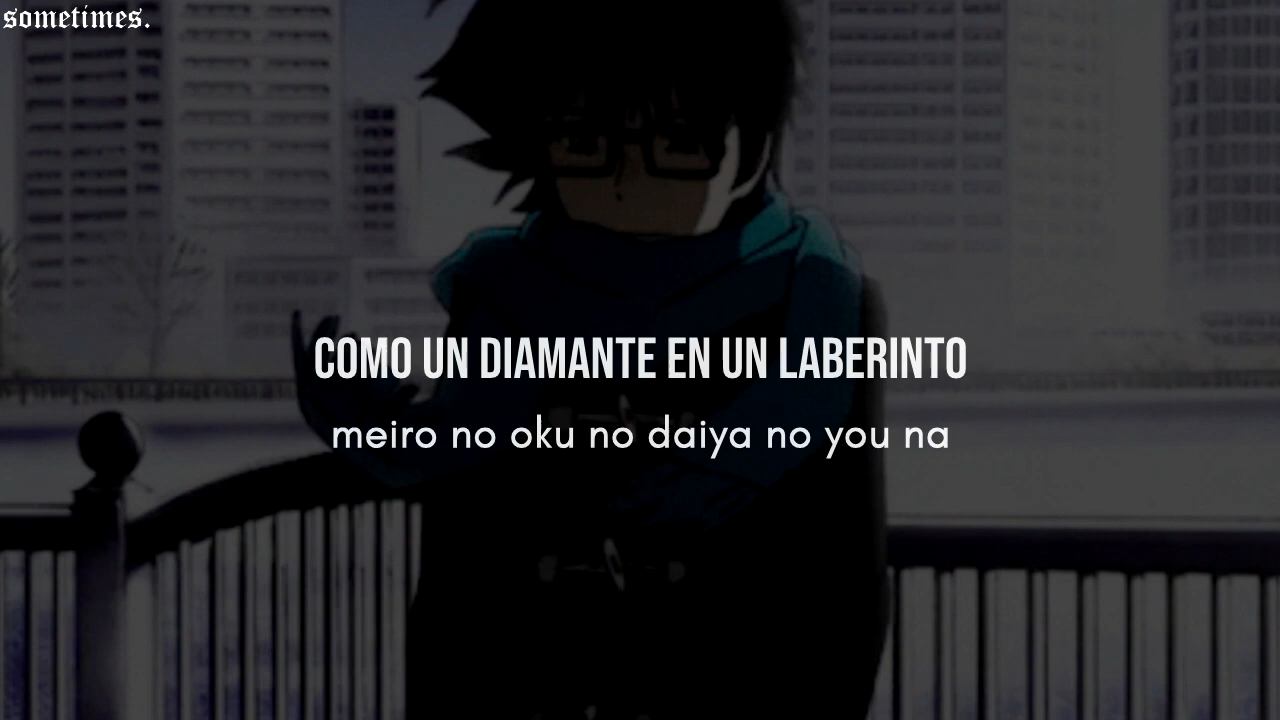 sometimes.
COMO UN DIAMANTE EN UN LABERINTO
meiro no oku no daiya no you na